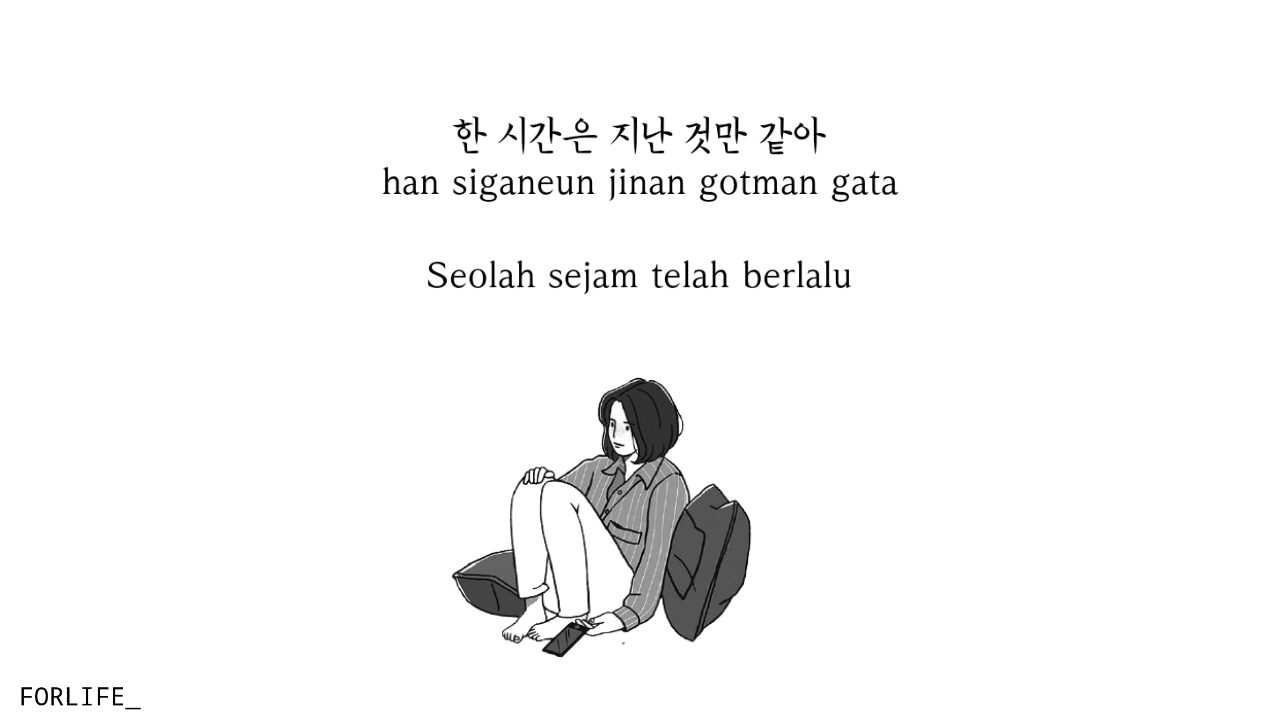 한 시간은 지난 것만 같아
han siganeun jinan gotman gata
Seolah sejam telah berlalu
FORLIFE_